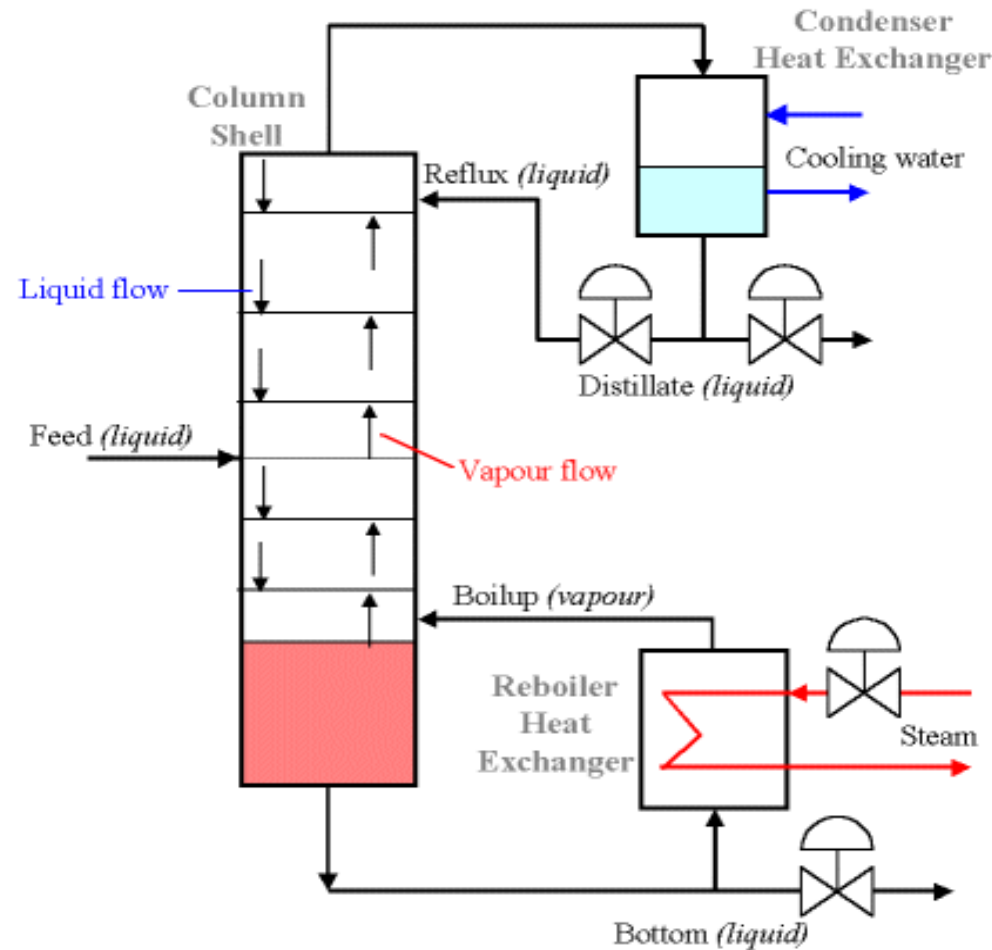 Condenser
Heat Exchanger
Column
Shell
Cooling water
Reflux (liquid)
Liquid flow
Distillate (liquid)
Feed (liquid)
Vapour flow
Boilup (vapour)
Reboiler
Heat
Exchanger
Steam
Bottom (liquid)